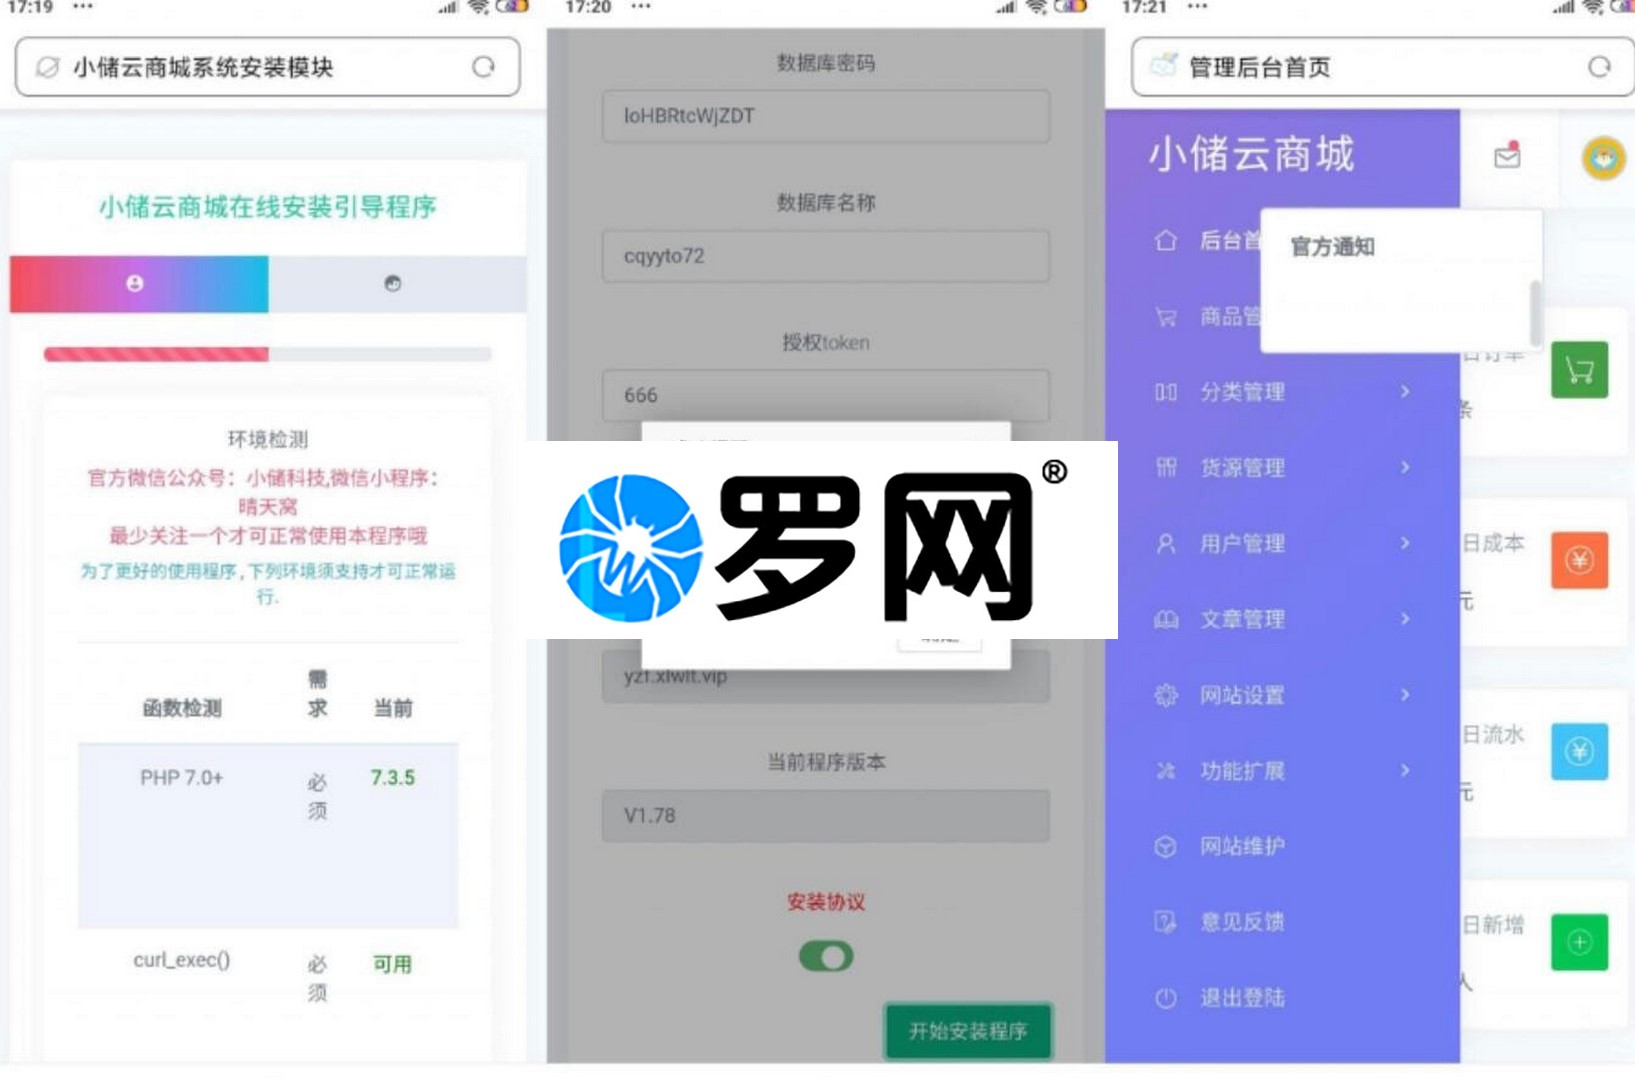 17:19 ···
小储云商城系统安装模块
小储云商城在线安装引导程序
环境检测
官方微信公众号：小储科技,微信小程序：
晴天窝
最少关注一个才可正常使用本程序哦
为了更好的使用程序,下列环境须支持才可正常运
行.
函数检测 需求 当前
PHP 7.0+ 必须 7.3.5
curl_exec() 必须 可用
17:20 ···
数据库密码
loHBRtcWjZDT
数据库名称
cqyyto72
授权token
666
罗网®
yzf.xlwlt.vip
当前程序版本
V1.78
安装协议
开始安装程序
17:21 ···
管理后台首页
小储云商城
后台首
官方通知
商品管
分类管理
货源管理
用户管理
文章管理
网站设置
功能扩展
网站维护
意见反馈
退出登陆
日订单
条
日成本
元
日流水
元
日新增
人